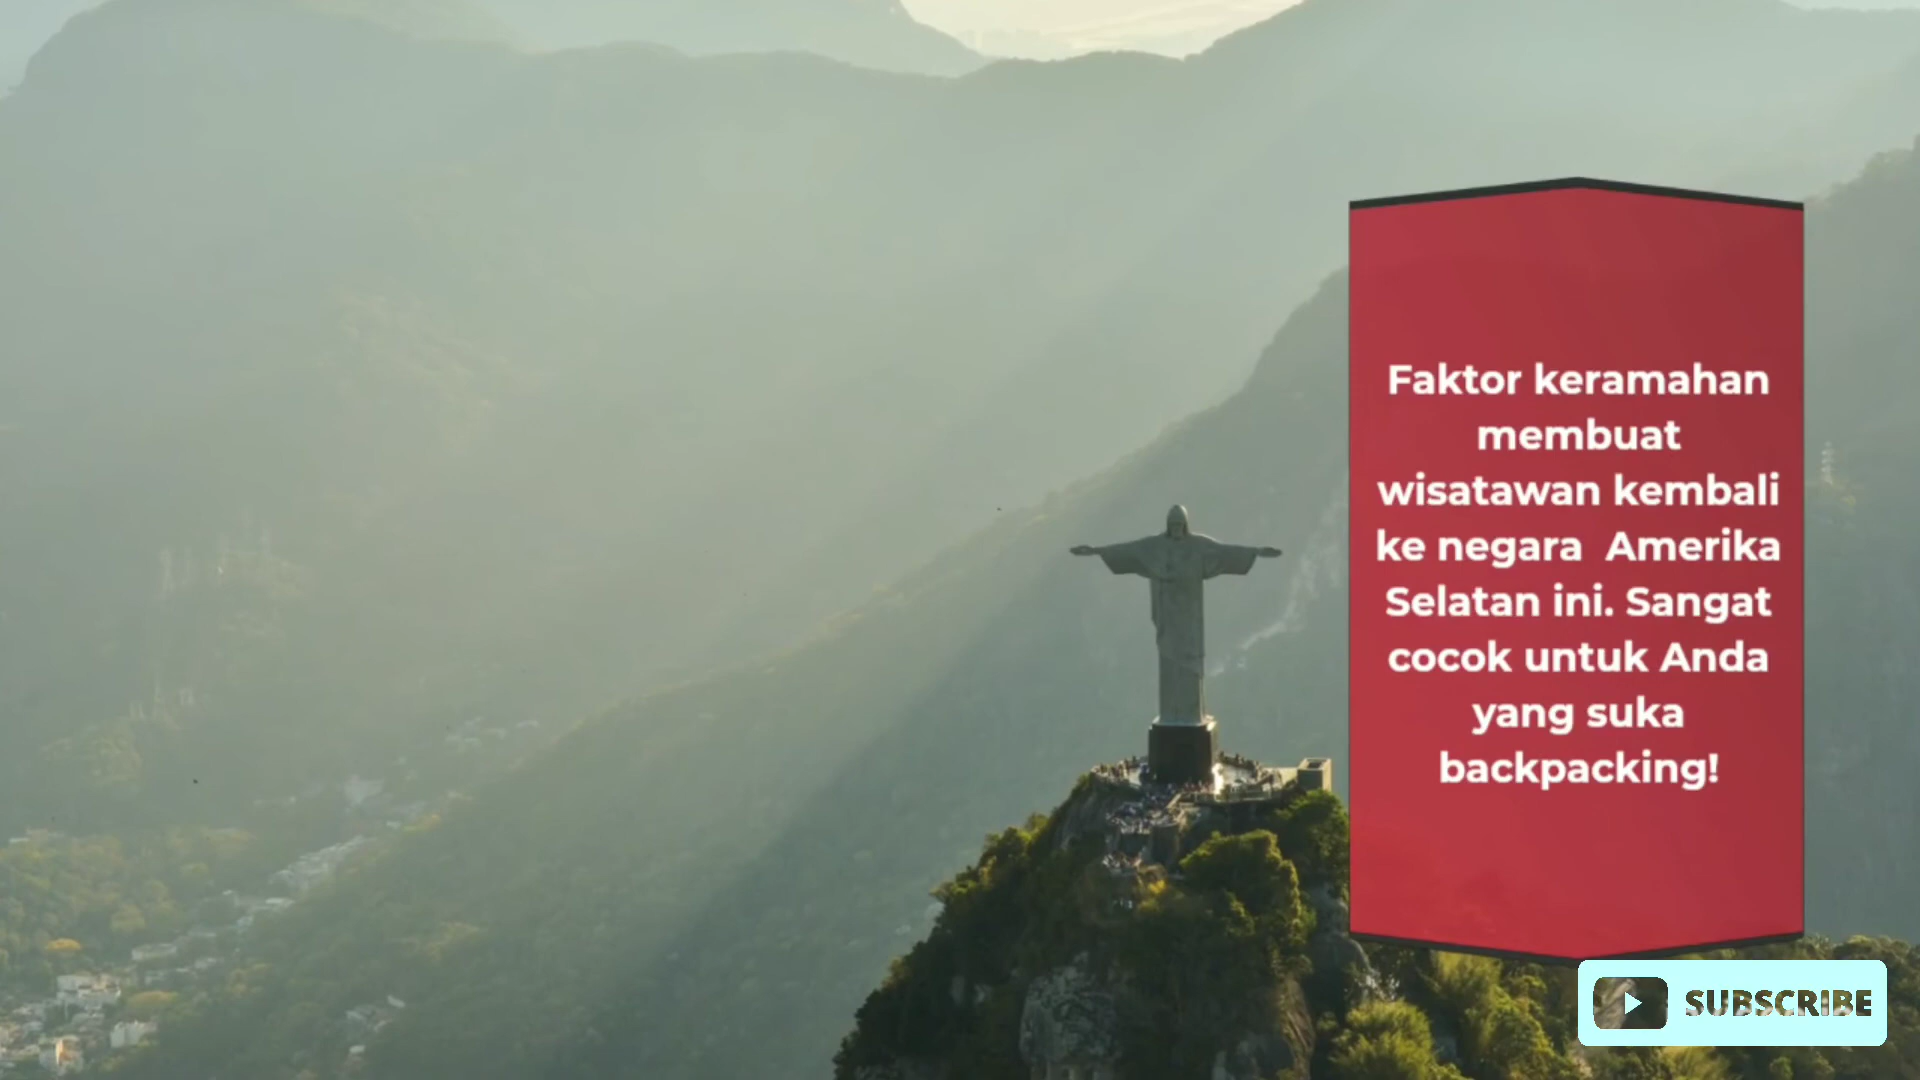 Faktor keramahan
membuat
wisatawan kembali
ke negara  Amerika
Selatan ini. Sangat
cocok untuk Anda
yang suka
backpacking!
SUBSCRIBE